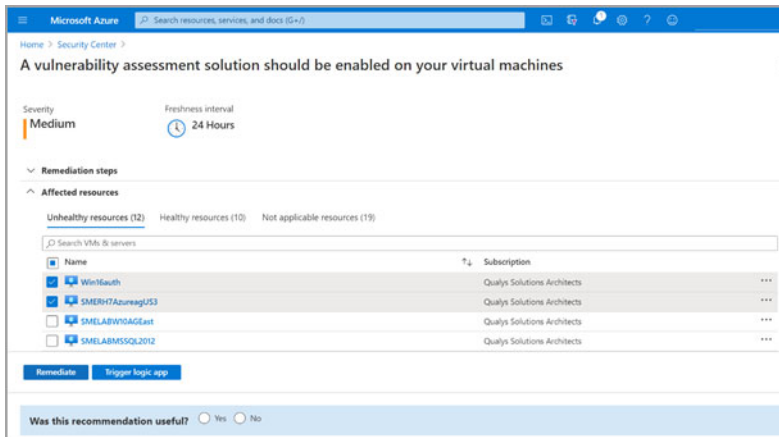 Microsoft Azure
Search resources, services, and docs (G+/)
Home > Security Center >
A vulnerability assessment solution should be enabled on your virtual machines
Severity
Medium
Freshness interval
24 Hours
Remediation steps
Affected resources
Unhealthy resources (12) Healthy resources (10) Not applicable resources (19)
Search VMs & servers
Name Subscription
Win16auth Qualys Solutions Architects
SMERH7AzureagUS3 Qualys Solutions Architects
SMELABW10AGEast Qualys Solutions Architects
SMELABMSSQL2012 Qualys Solutions Architects
Remediate Trigger logic app
Was this recommendation useful? Yes No